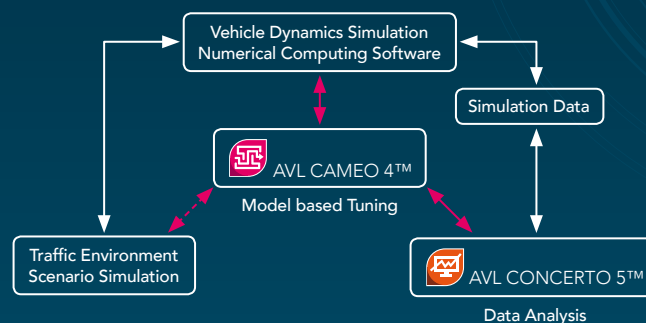 Vehicle Dynamics Simulation
Numerical Computing Software
Simulation Data
AVL CAMEO 4™
Model based Tuning
Traffic Environment
Scenario Simulation
AVL CONCERTO 5™
Data Analysis